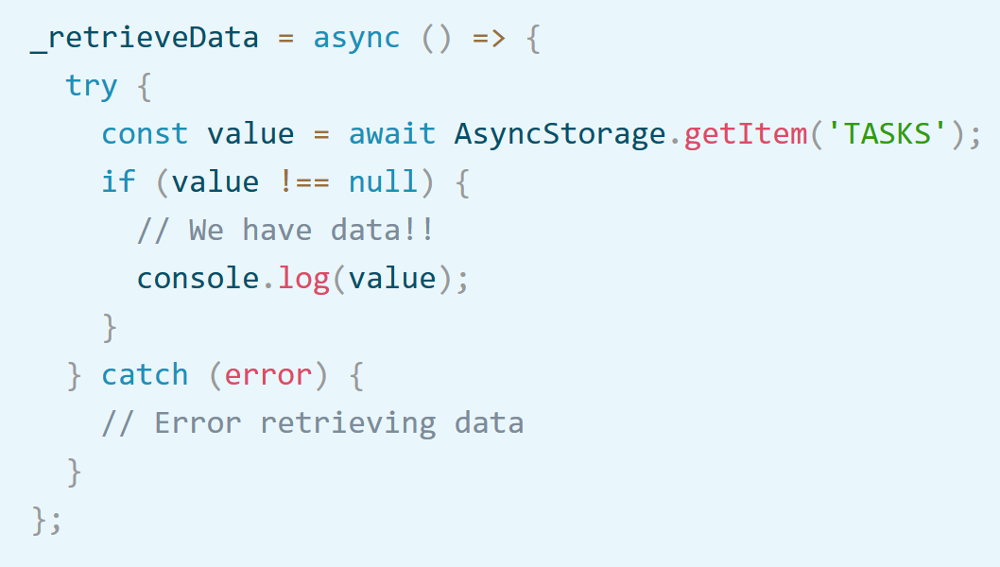 _retrieveData = async () => {
  try {
    const value = await AsyncStorage.getItem('TASKS');
    if (value !== null) {
      // We have data!!
      console.log(value);
    }
  } catch (error) {
    // Error retrieving data
  }
};